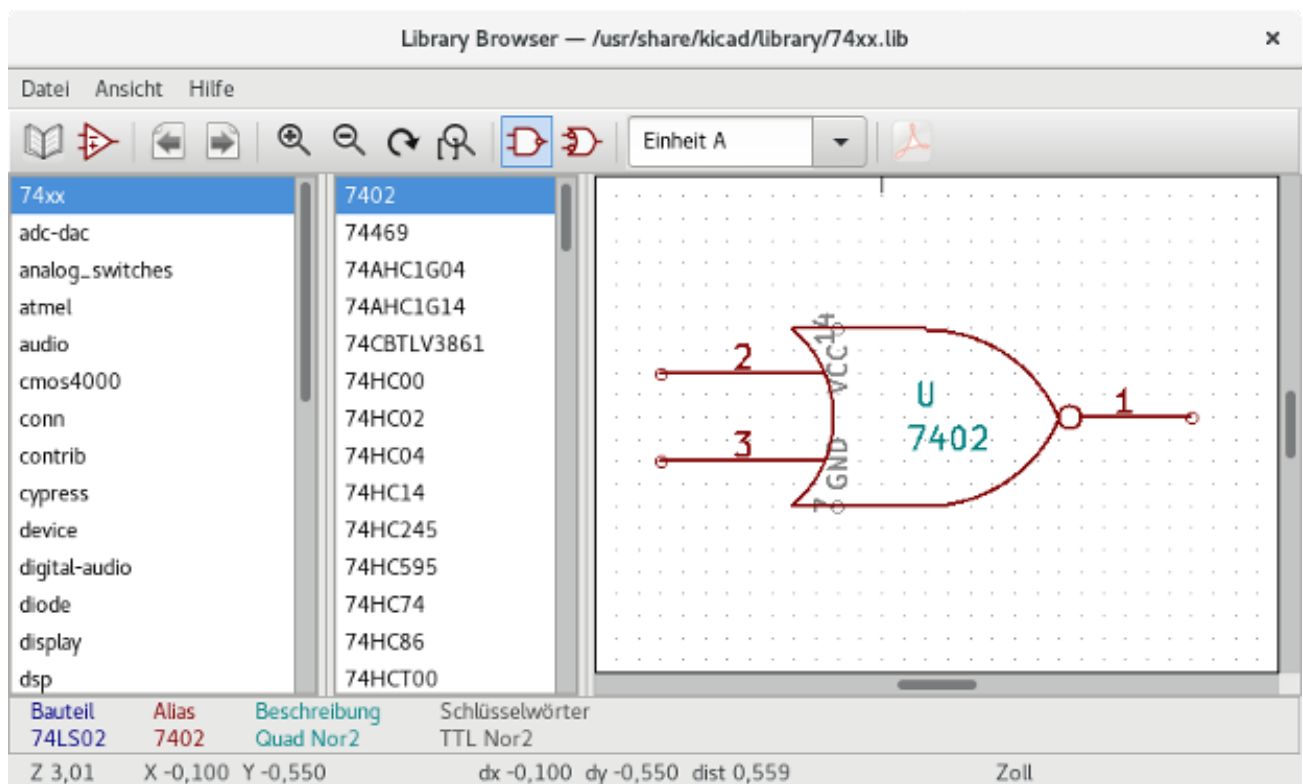 Library Browser — /usr/share/kicad/library/74xx.lib
×
Datei Ansicht Hilfe
Einheit A
74xx
adc-dac
analog_switches
atmel
audio
cmos4000
conn
contrib
cypress
device
digital-audio
diode
display
dsp
7402
74469
74AHC1G04
74AHC1G14
74CBTLV3861
74HC00
74HC02
74HC04
74HC14
74HC245
74HC595
74HC74
74HC86
74HCT00
14
VCC
2
U
7402
1
3
GND
7
Bauteil Alias Beschreibung Schlüsselwörter
74LS02 7402 Quad Nor2 TTL Nor2
Z 3,01 X -0,100 Y -0,550 dx -0,100 dy -0,550 dist 0,559 Zoll